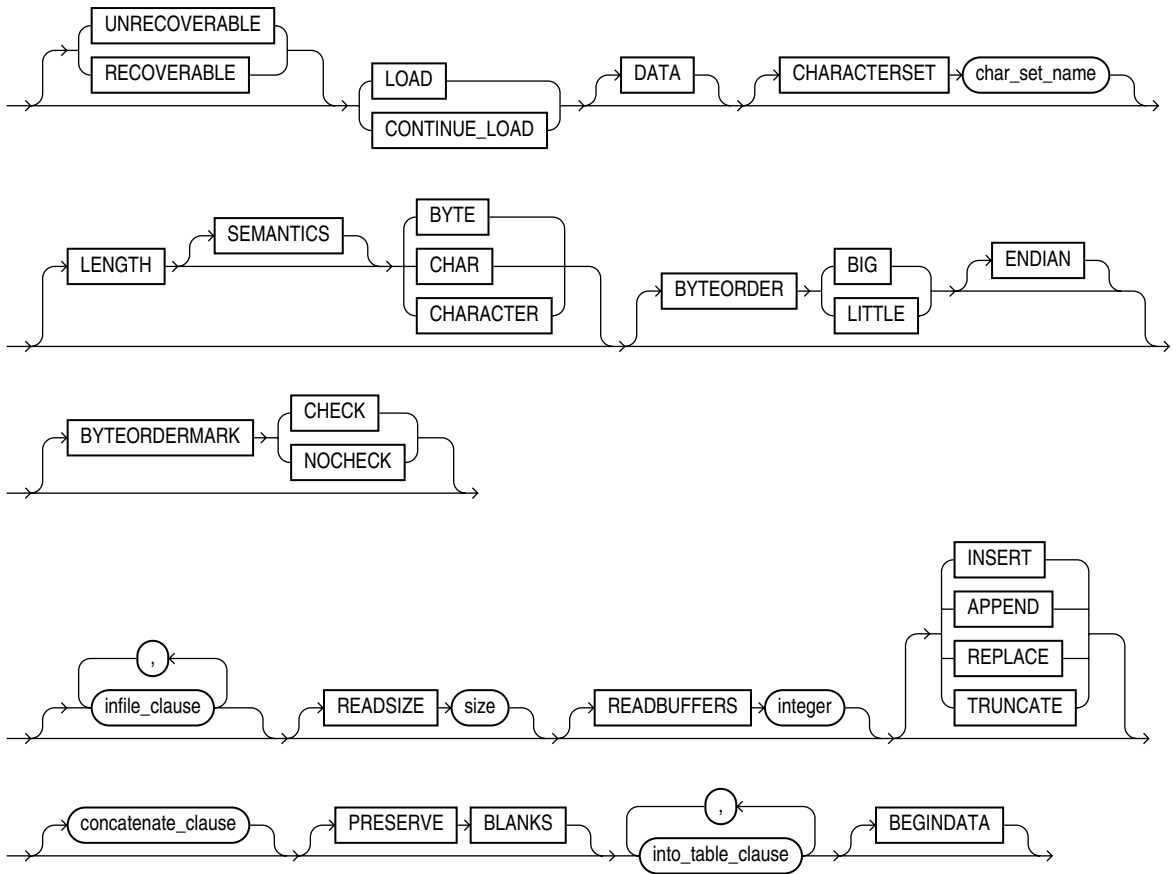 UNRECOVERABLE
RECOVERABLE
LOAD
CONTINUE_LOAD
DATA
CHARACTERSET char_set_name
LENGTH
SEMANTICS
BYTE
CHAR
CHARACTER
BYTEORDER
BIG
LITTLE
ENDIAN
BYTEORDERMARK
CHECK
NOCHECK
,
infile_clause
READSIZE size
READBUFFERS integer
INSERT
APPEND
REPLACE
TRUNCATE
concatenate_clause
PRESERVE BLANKS
,
into_table_clause
BEGINDATA